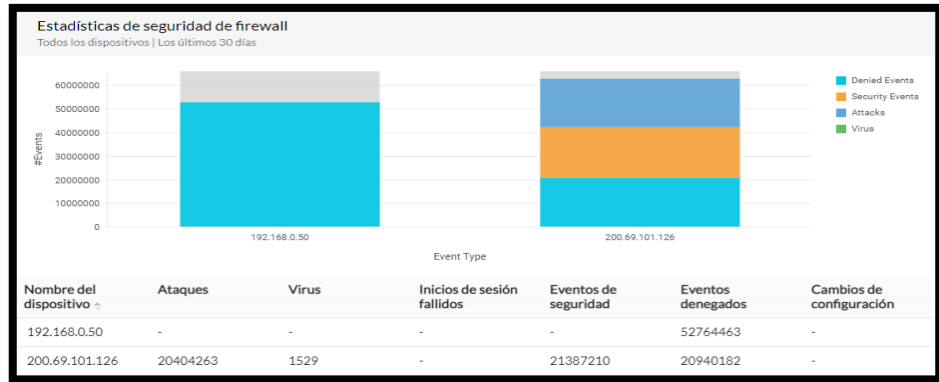 Estadísticas de seguridad de firewall
Todos los dispositivos | Los últimos 30 días
60000000
50000000
40000000
30000000
20000000
10000000
0
#Events
192.168.0.50
200.69.101.126
Event Type
Denied Events
Security Events
Attacks
Virus
Nombre del dispositivo Ataques Virus Inicios de sesión fallidos Eventos de seguridad Eventos denegados Cambios de configuración
192.168.0.50 - - - - 52764463 -
200.69.101.126 20404263 1529 - 21387210 20940182 -